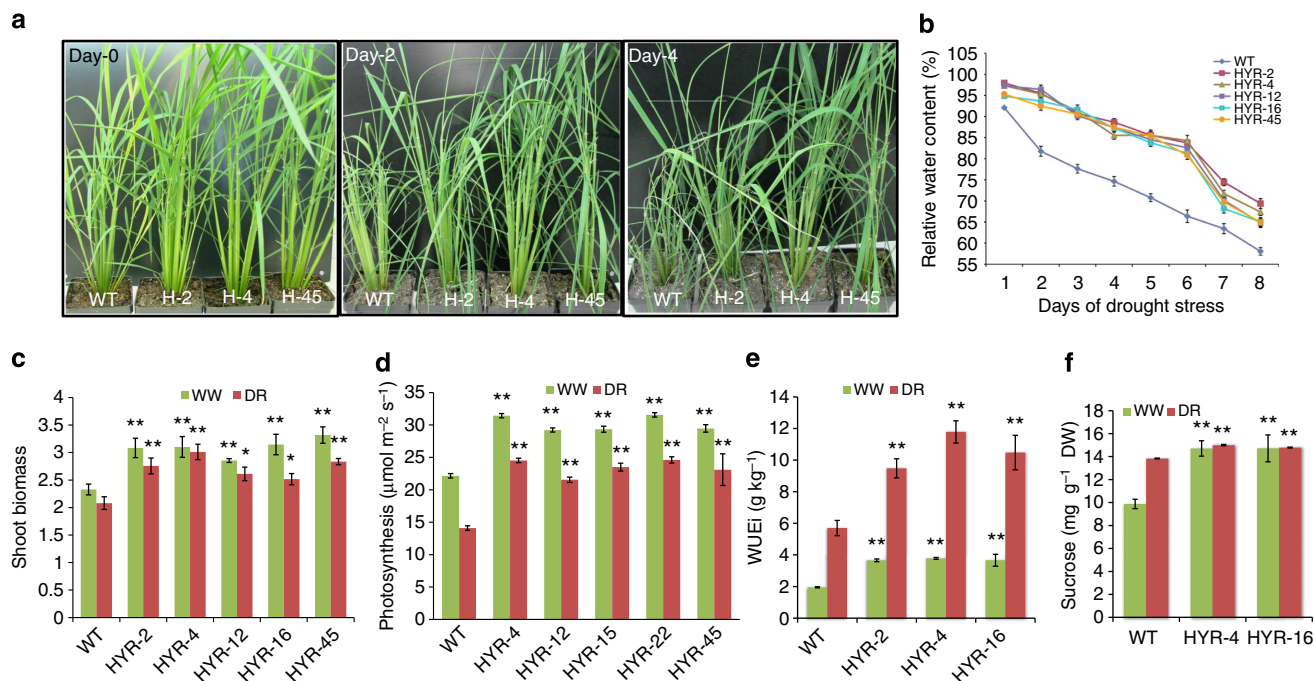 a
Day-0
Day-2
Day-4
WT H-2 H-4 H-45
WT H-2 H-4 H-45
WT H-2 H-4 H-45
b
Relative water content (%)
105
100
95
90
85
80
75
70
65
60
55
1 2 3 4 5 6 7 8
Days of drought stress
WT
HYR-2
HYR-4
HYR-12
HYR-16
HYR-45
c
Shoot biomass
WW DR
4
3.5
3
2.5
2
1.5
1
0.5
0
** ** ** ** ** * ** * ** **
WT HYR-2 HYR-4 HYR-12 HYR-16 HYR-45
d
Photosynthesis (µmol m−2 s−1)
WW DR
35
30
25
20
15
10
5
0
** ** ** ** ** ** ** ** ** **
WT HYR-4 HYR-12 HYR-15 HYR-22 HYR-45
e
WUEi (g kg−1)
WW DR
14
12
10
8
6
4
2
0
** ** ** ** ** **
WT HYR-2 HYR-4 HYR-16
f
Sucrose (mg g−1 DW)
WW DR
18
16
14
12
10
8
6
4
2
0
** ** ** **
WT HYR-4 HYR-16